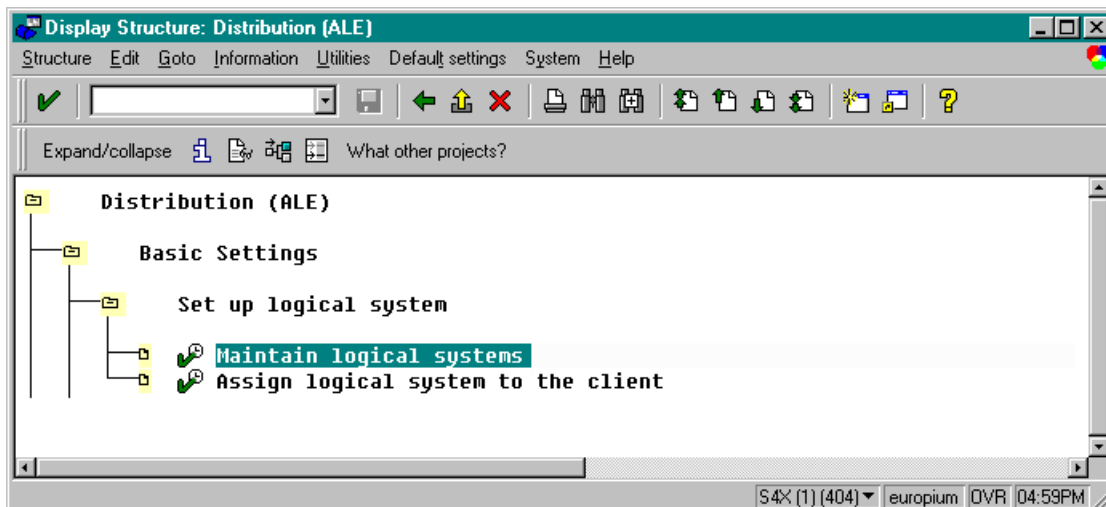 Display Structure: Distribution (ALE)
Structure Edit Goto Information Utilities Default settings System Help
Expand/collapse What other projects?
Distribution (ALE)
Basic Settings
Set up logical system
Maintain logical systems
Assign logical system to the client
S4X (1) (404) europium OVR 04:59PM